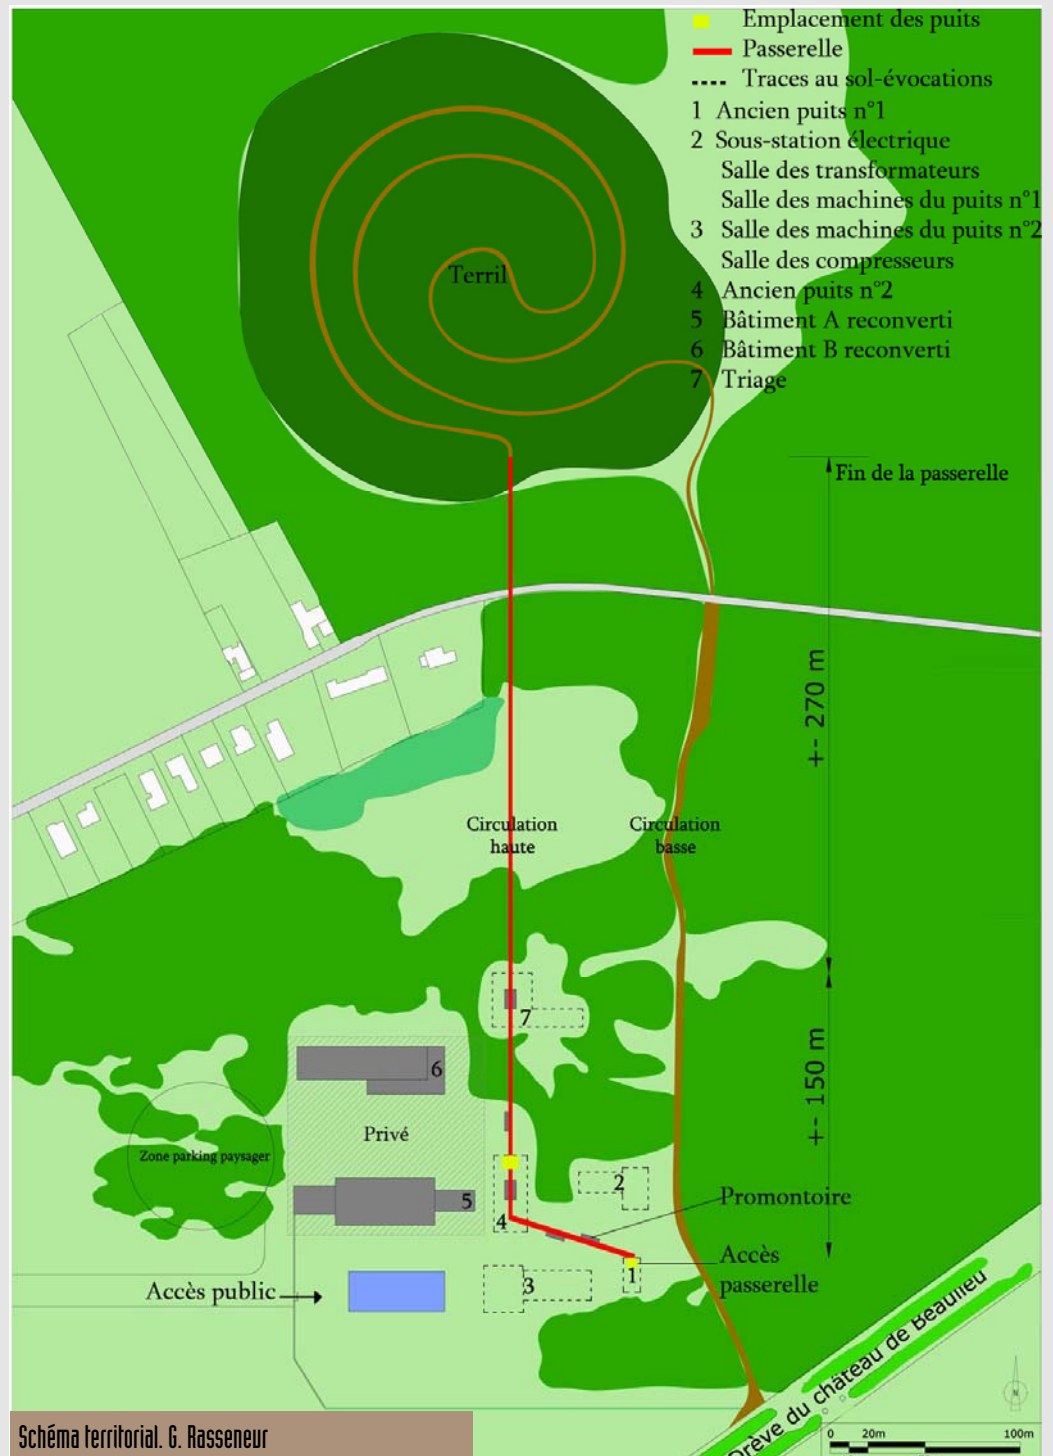 Emplacement des puits
Passerelle
Traces au sol-évocations
1 Ancien puits n°1
2 Sous-station électrique
Salle des transformateurs
Salle des machines du puits n°1
3 Salle des machines du puits n°2
Salle des compresseurs
4 Ancien puits n°2
5 Bâtiment A reconverti
6 Bâtiment B reconverti
7 Triage
Terril
Fin de la passerelle
+- 270 m
Circulation
haute
Circulation
basse
7
6
+- 150 m
Privé
Zone parking paysager
2
5
4
Promontoire
Accès
passerelle
1
3
Accès public
Drève du château de Beaulieu
N
0 20m 100m
Schéma territorial. G. Rasseneur